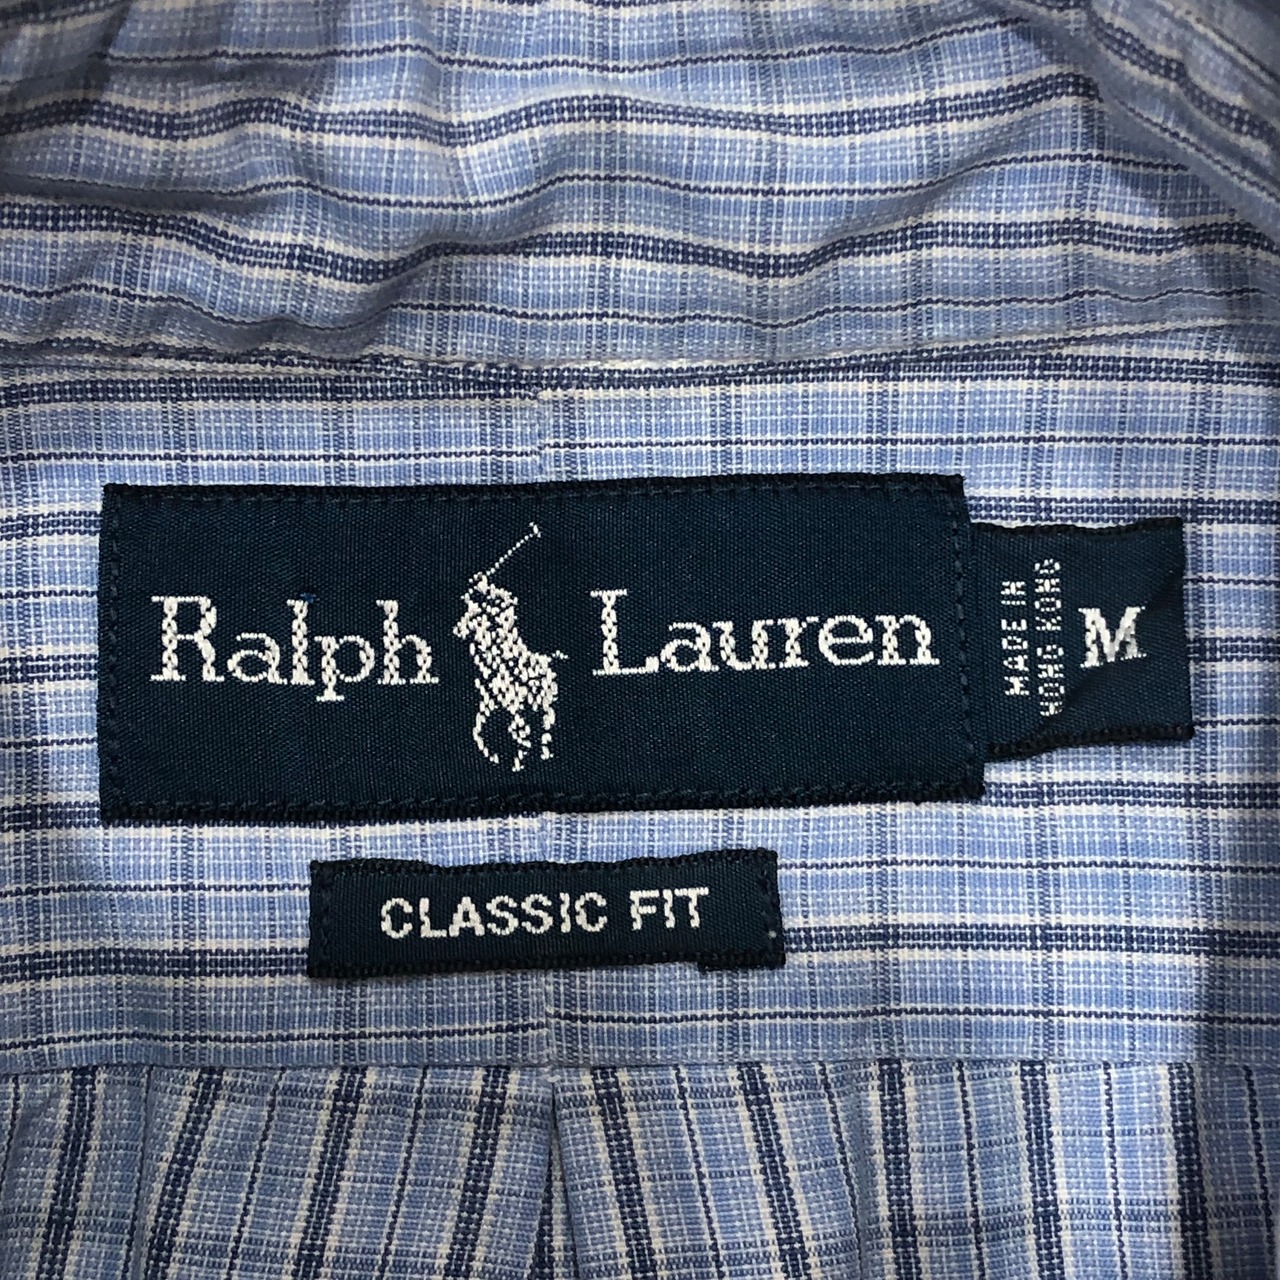 Ralph Lauren
MADE IN
HONG KONG
M
CLASSIC FIT